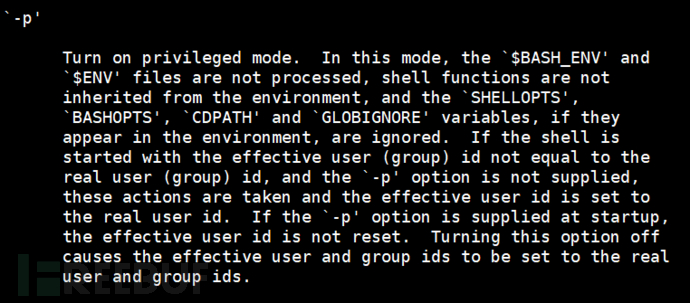 `-p'
Turn on privileged mode.  In this mode, the `$BASH_ENV' and
`$ENV' files are not processed, shell functions are not
inherited from the environment, and the `SHELLOPTS',
`BASHOPTS', `CDPATH' and `GLOBIGNORE' variables, if they
appear in the environment, are ignored.  If the shell is
started with the effective user (group) id not equal to the
real user (group) id, and the `-p' option is not supplied,
these actions are taken and the effective user id is set to
the real user id.  If the `-p' option is supplied at startup,
the effective user id is not reset.  Turning this option off
causes the effective user and group ids to be set to the real
user and group ids.
FREEBUF